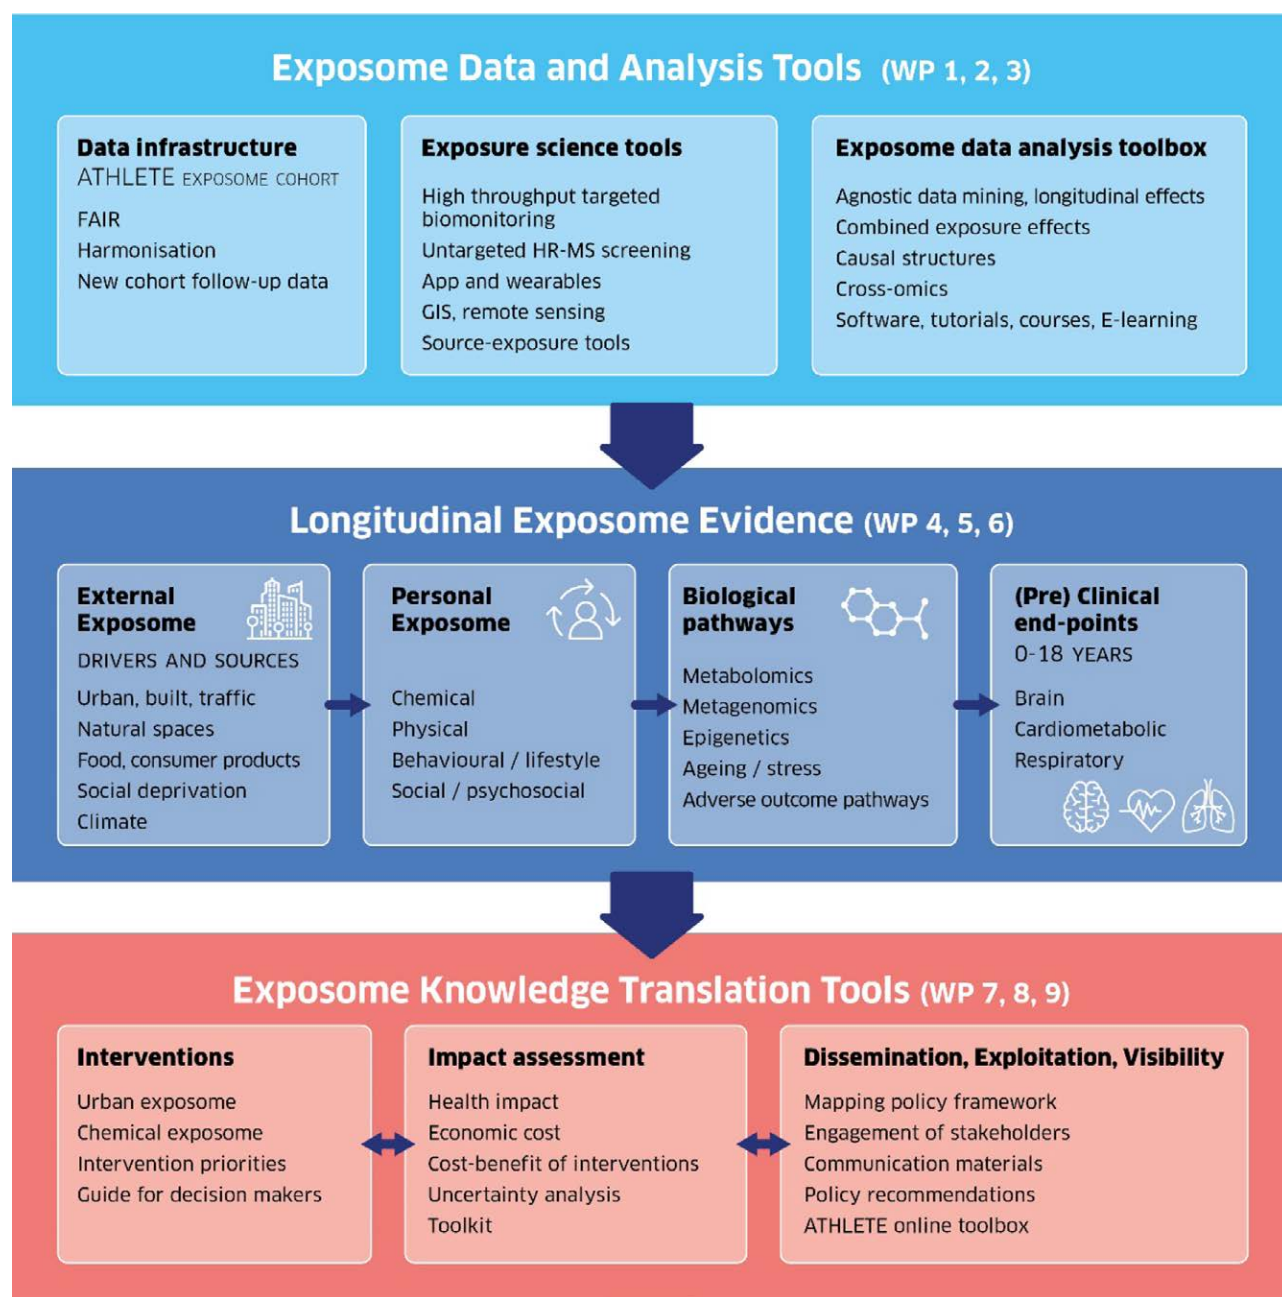 Exposome Data and Analysis Tools (WP 1, 2, 3)
Data infrastructure
ATHLETE EXPOSOME COHORT
FAIR
Harmonisation
New cohort follow-up data
Exposure science tools
High throughput targeted
biomonitoring
Untargeted HR-MS screening
App and wearables
GIS, remote sensing
Source-exposure tools
Exposome data analysis toolbox
Agnostic data mining, longitudinal effects
Combined exposure effects
Causal structures
Cross-omics
Software, tutorials, courses, E-learning
Longitudinal Exposome Evidence (WP 4, 5, 6)
External
Exposome
DRIVERS AND SOURCES
Urban, built, traffic
Natural spaces
Food, consumer products
Social deprivation
Climate
Personal
Exposome
Chemical
Physical
Behavioural / lifestyle
Social / psychosocial
Biological
pathways
Metabolomics
Metagenomics
Epigenetics
Ageing / stress
Adverse outcome pathways
(Pre) Clinical
end-points
0-18 YEARS
Brain
Cardiometabolic
Respiratory
Exposome Knowledge Translation Tools (WP 7, 8, 9)
Interventions
Urban exposome
Chemical exposome
Intervention priorities
Guide for decision makers
Impact assessment
Health impact
Economic cost
Cost-benefit of interventions
Uncertainty analysis
Toolkit
Dissemination, Exploitation, Visibility
Mapping policy framework
Engagement of stakeholders
Communication materials
Policy recommendations
ATHLETE online toolbox